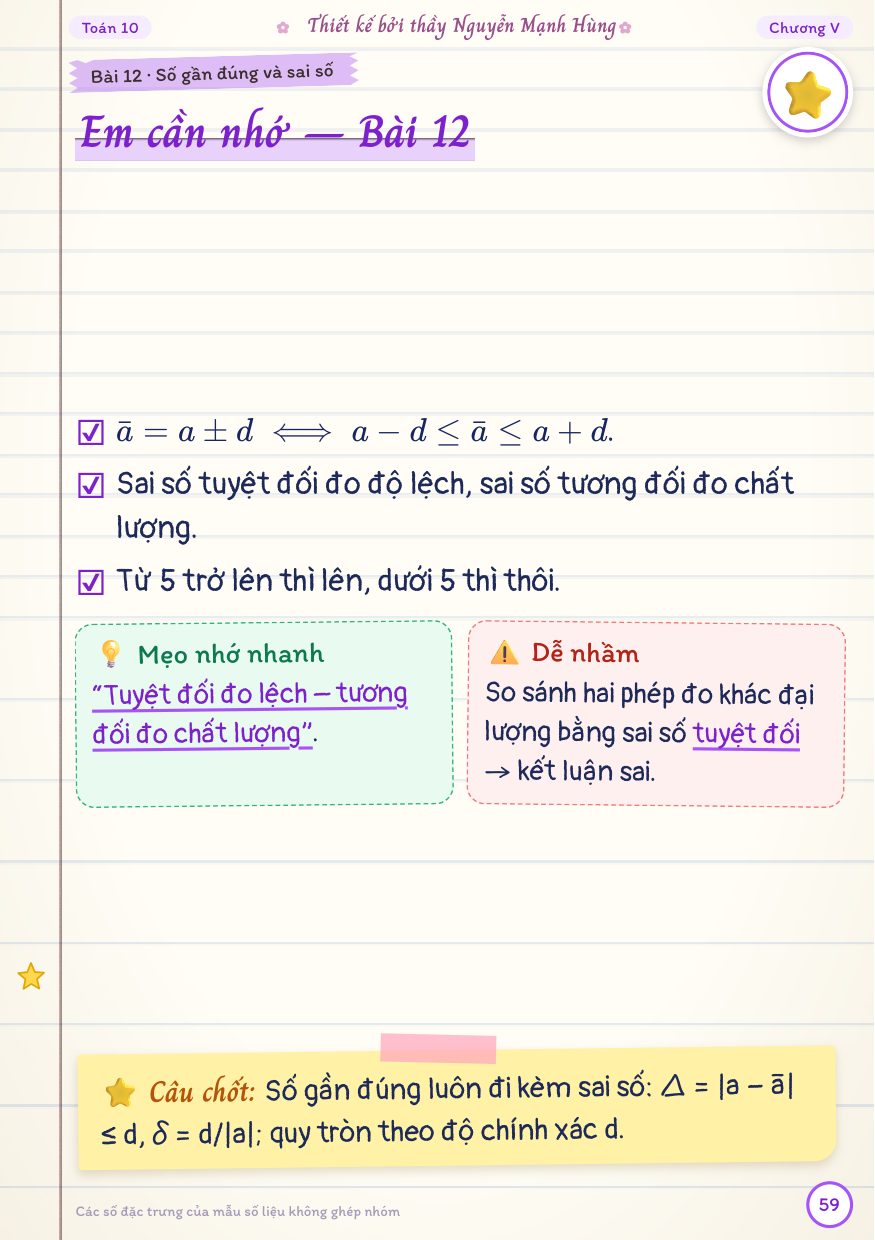 Toán 10
Thiết kế bởi thầy Nguyễn Mạnh Hùng
Chương V
Bài 12 · Số gần đúng và sai số
Em cần nhớ — Bài 12
ā = a ± d ⟺ a − d ≤ ā ≤ a + d.
Sai số tuyệt đối đo độ lệch, sai số tương đối đo chất
lượng.
Từ 5 trở lên thì lên, dưới 5 thì thôi.
Mẹo nhớ nhanh
“Tuyệt đối đo lệch – tương
đối đo chất lượng”.
Dễ nhầm
So sánh hai phép đo khác đại
lượng bằng sai số tuyệt đối
→ kết luận sai.
Câu chốt: Số gần đúng luôn đi kèm sai số: Δ = |a − ā|
≤ d, δ = d/|a|; quy tròn theo độ chính xác d.
Các số đặc trưng của mẫu số liệu không ghép nhóm
59